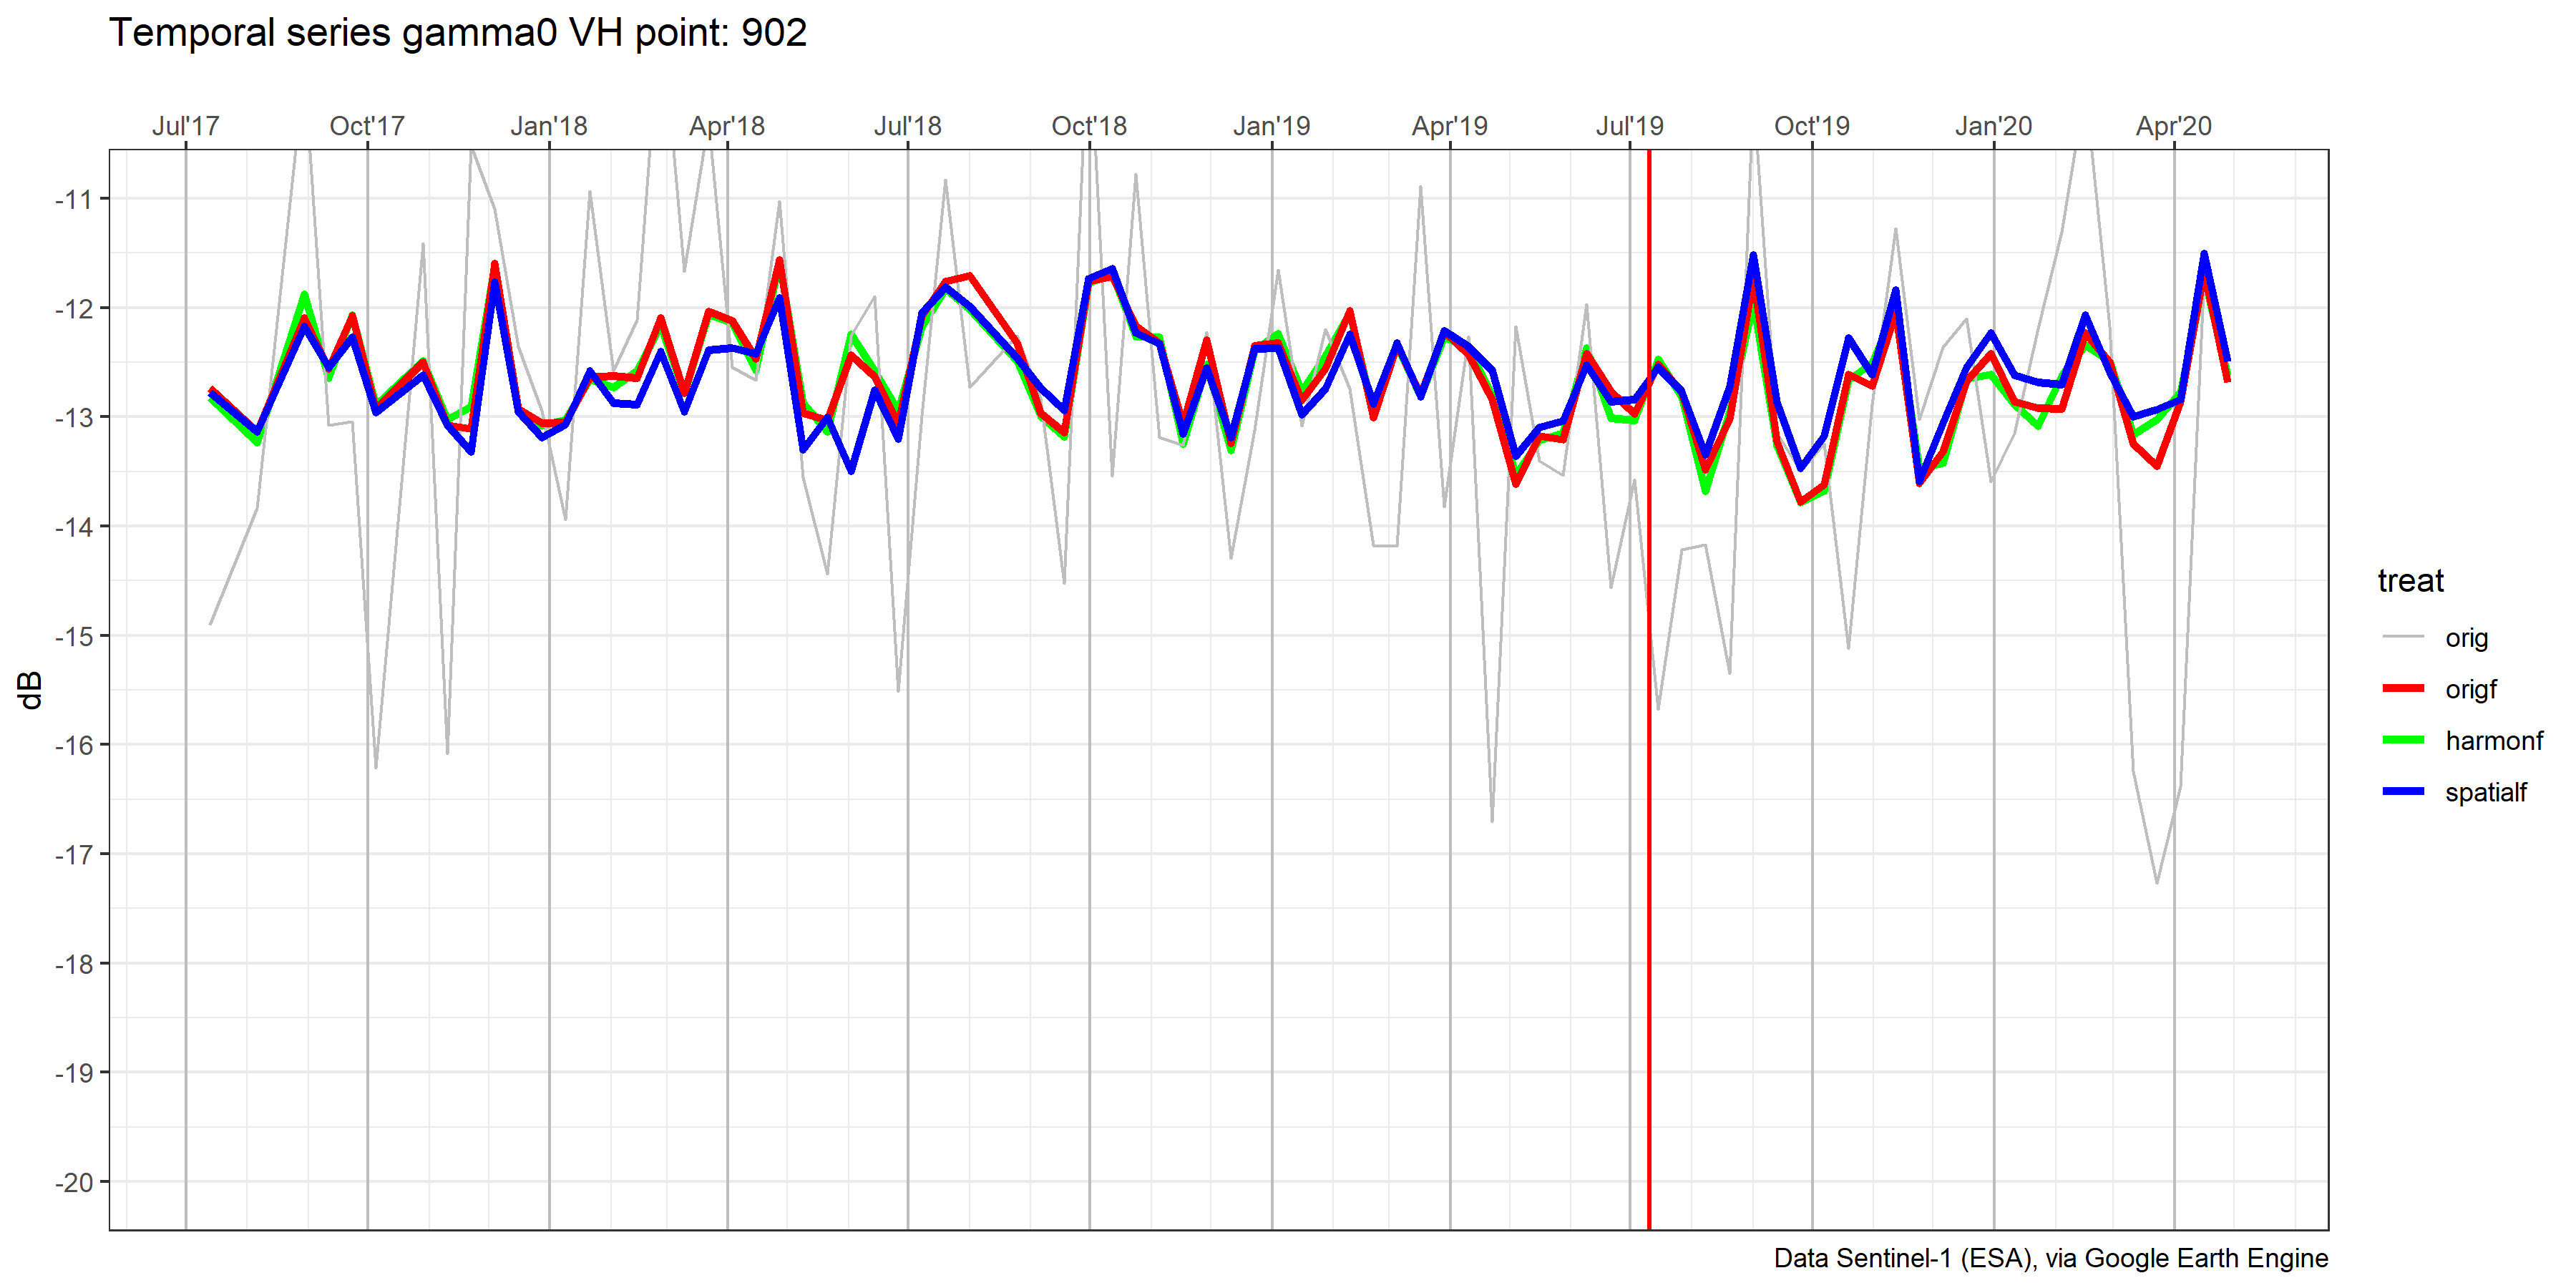 Temporal series gamma0 VH point: 902
Jul'17 Oct'17 Jan'18 Apr'18 Jul'18 Oct'18 Jan'19 Apr'19 Jul'19 Oct'19 Jan'20 Apr'20
-11
-12
-13
-14
-15
-16
-17
-18
-19
-20
dB
treat
orig
origf
harmonf
spatialf
Data Sentinel-1 (ESA), via Google Earth Engine